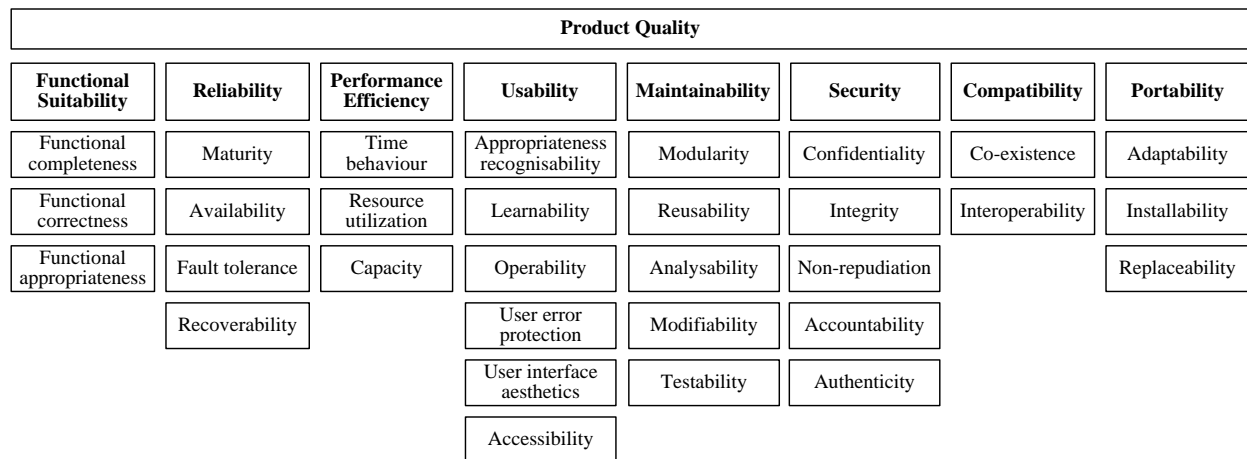 Product Quality
Functional
Suitability
Reliability
Performance
Efficiency
Usability
Maintainability
Security
Compatibility
Portability
Functional
completeness
Maturity
Time
behaviour
Appropriateness
recognisability
Modularity
Confidentiality
Co-existence
Adaptability
Functional
correctness
Availability
Resource
utilization
Learnability
Reusability
Integrity
Interoperability
Installability
Functional
appropriateness
Fault tolerance
Capacity
Operability
Analysability
Non-repudiation
Replaceability
Recoverability
User error
protection
Modifiability
Accountability
User interface
aesthetics
Testability
Authenticity
Accessibility